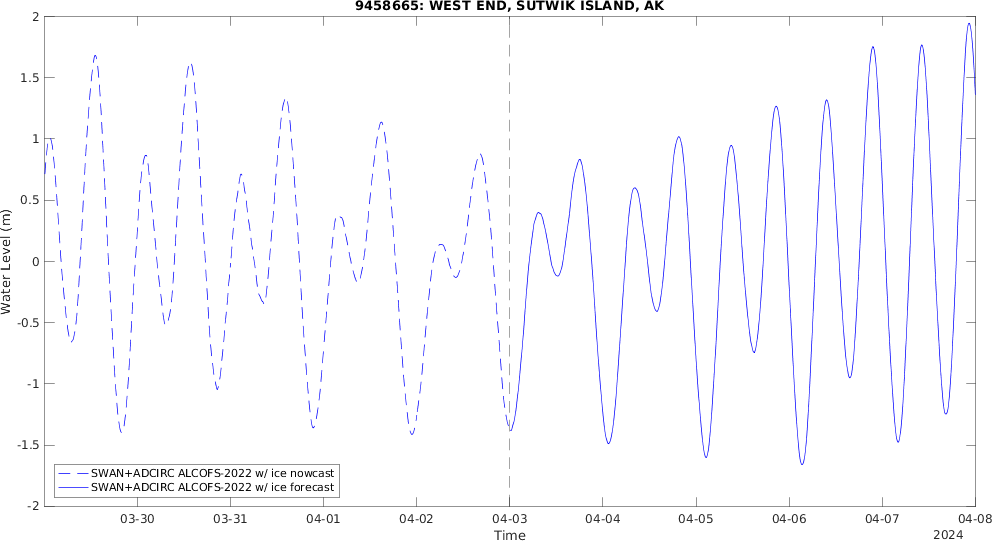 9458665: WEST END, SUTWIK ISLAND, AK
2
1.5
1
0.5
0
-0.5
-1
-1.5
-2
Water Level (m)
SWAN+ADCIRC ALCOFS-2022 w/ ice nowcast
SWAN+ADCIRC ALCOFS-2022 w/ ice forecast
03-30 03-31 04-01 04-02 04-03 04-04 04-05 04-06 04-07 04-08
Time
2024